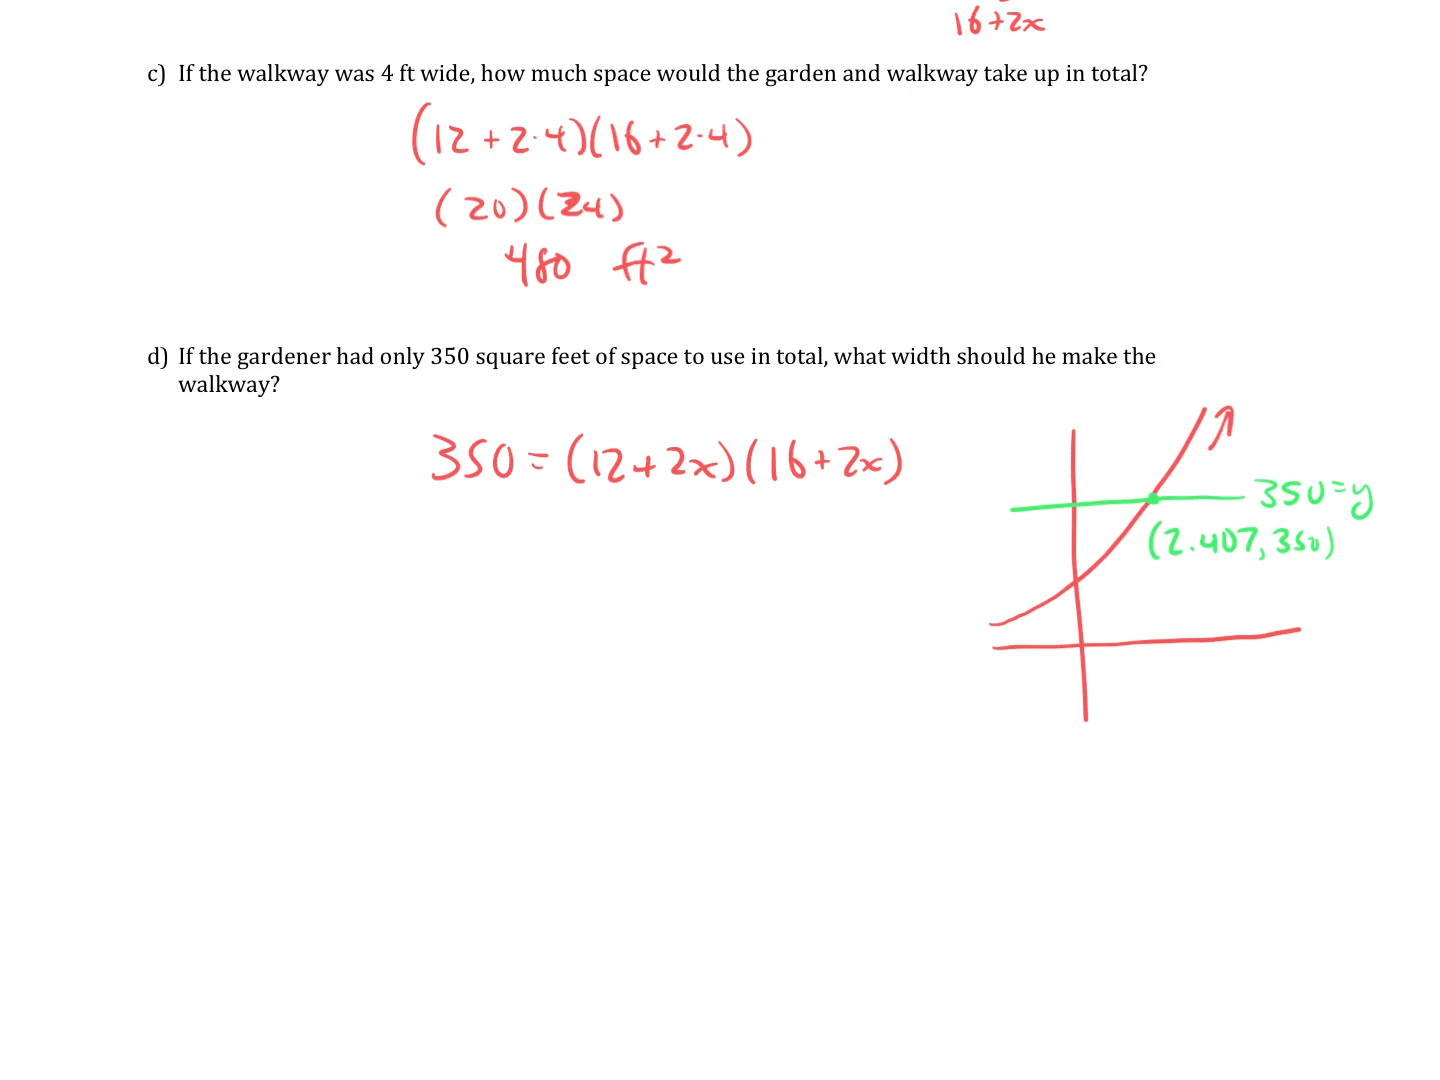 16+2x
c) If the walkway was 4 ft wide, how much space would the garden and walkway take up in total?
(12 + 2·4)(16 + 2·4)
(20)(24)
480 ft²
d) If the gardener had only 350 square feet of space to use in total, what width should he make the
walkway?
350 = (12 + 2x)(16 + 2x)
350=y
(2.407, 350)